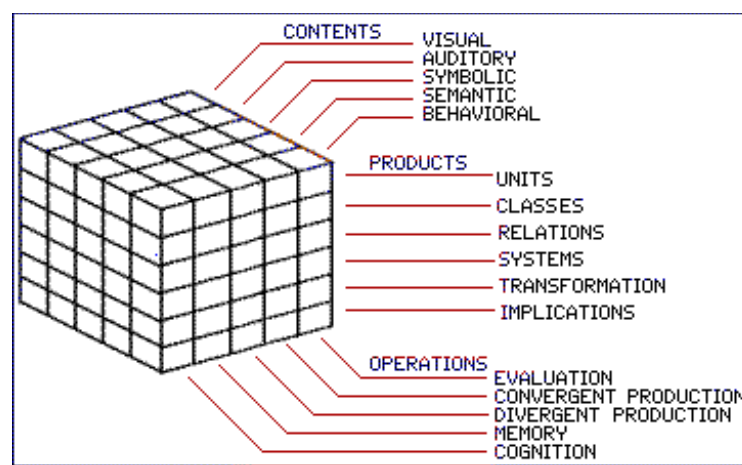 CONTENTS
VISUAL
AUDITORY
SYMBOLIC
SEMANTIC
BEHAVIORAL
PRODUCTS
UNITS
CLASSES
RELATIONS
SYSTEMS
TRANSFORMATION
IMPLICATIONS
OPERATIONS
EVALUATION
CONVERGENT PRODUCTION
DIVERGENT PRODUCTION
MEMORY
COGNITION